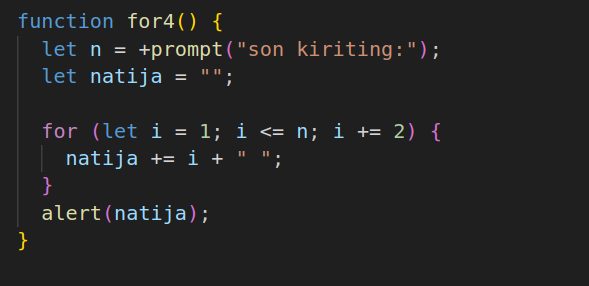 function for4() {
  let n = +prompt("son kiriting:");
  let natija = "";

  for (let i = 1; i <= n; i += 2) {
    natija += i + " ";
  }
  alert(natija);
}